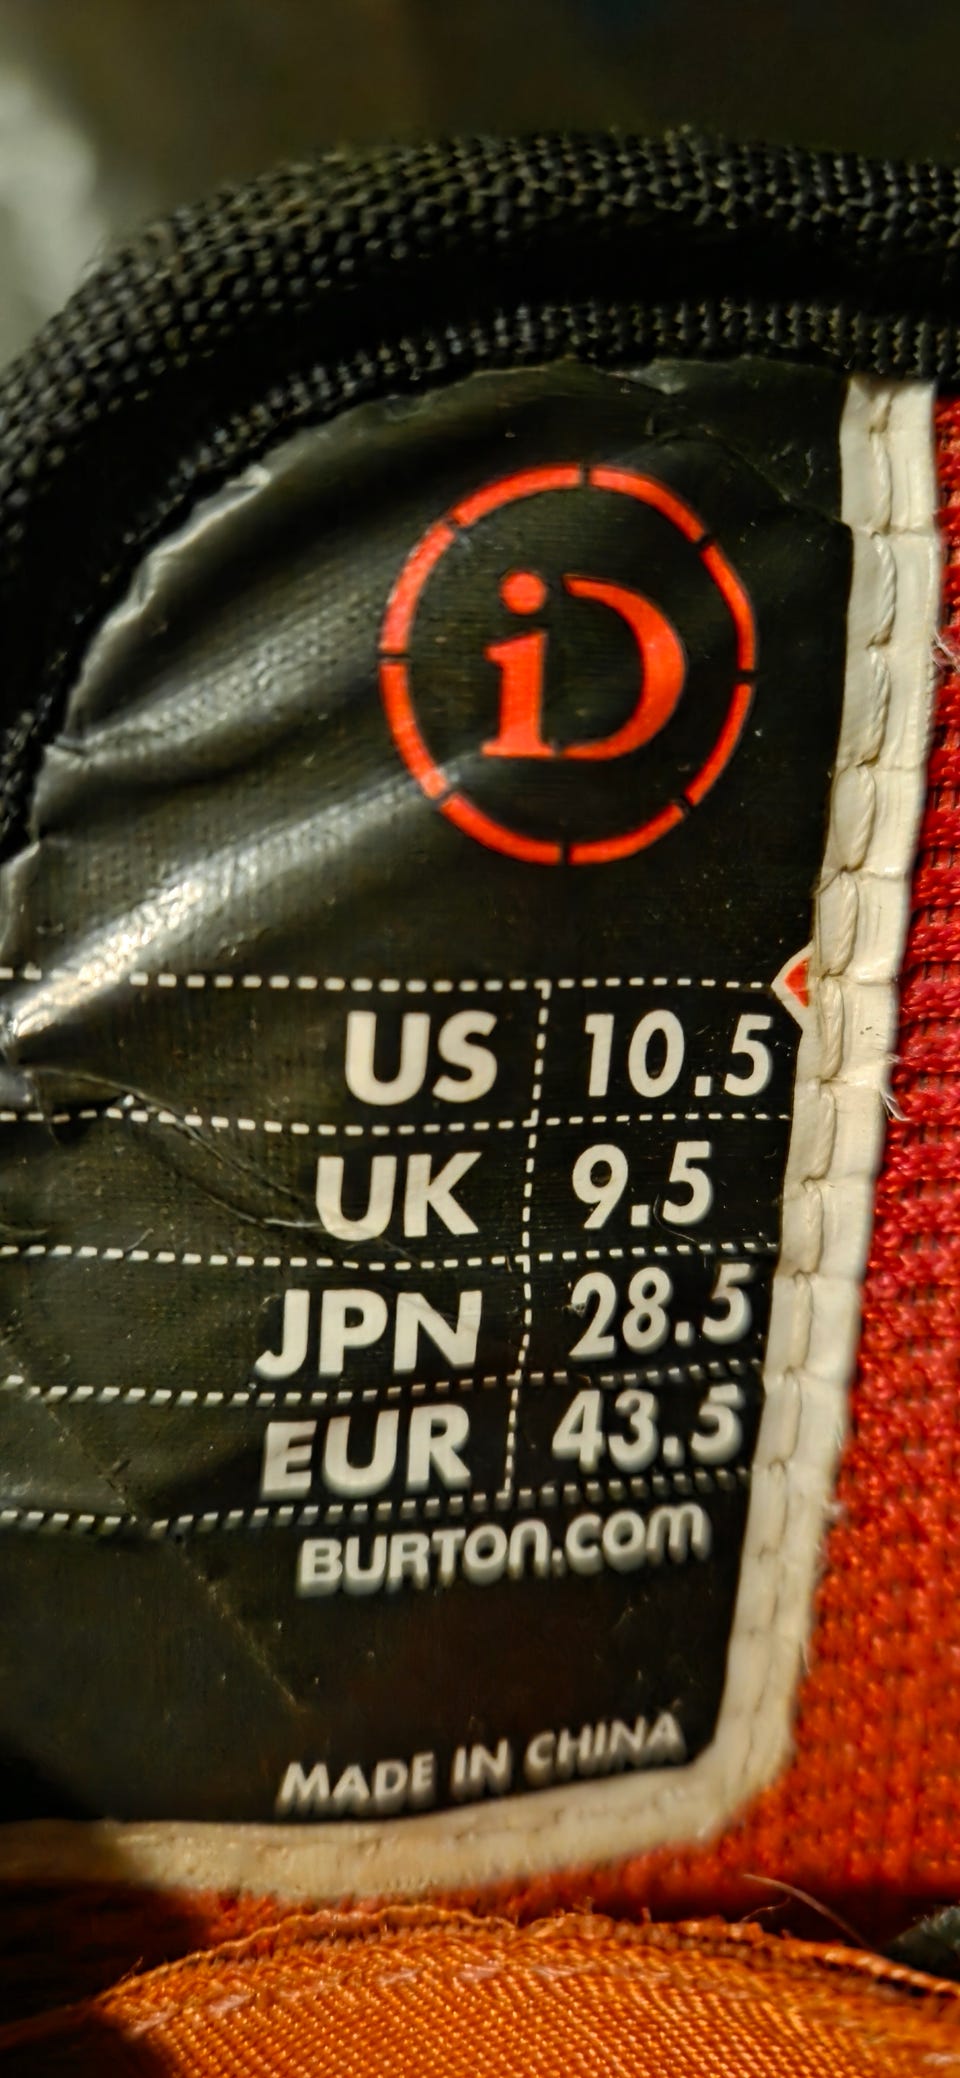 iD
US 10.5
UK 9.5
JPN 28.5
EUR 43.5
BURTON.COM
MADE IN CHINA